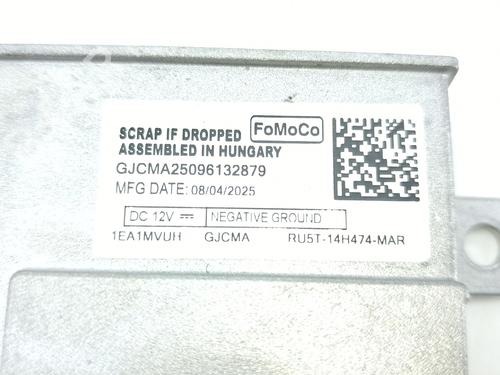 SCRAP IF DROPPED
ASSEMBLED IN HUNGARY
FoMoCo
GJCMA25096132879
MFG DATE: 08/04/2025
DC 12V ⎓ NEGATIVE GROUND
1EA1MVUH GJCMA RU5T-14H474-MAR